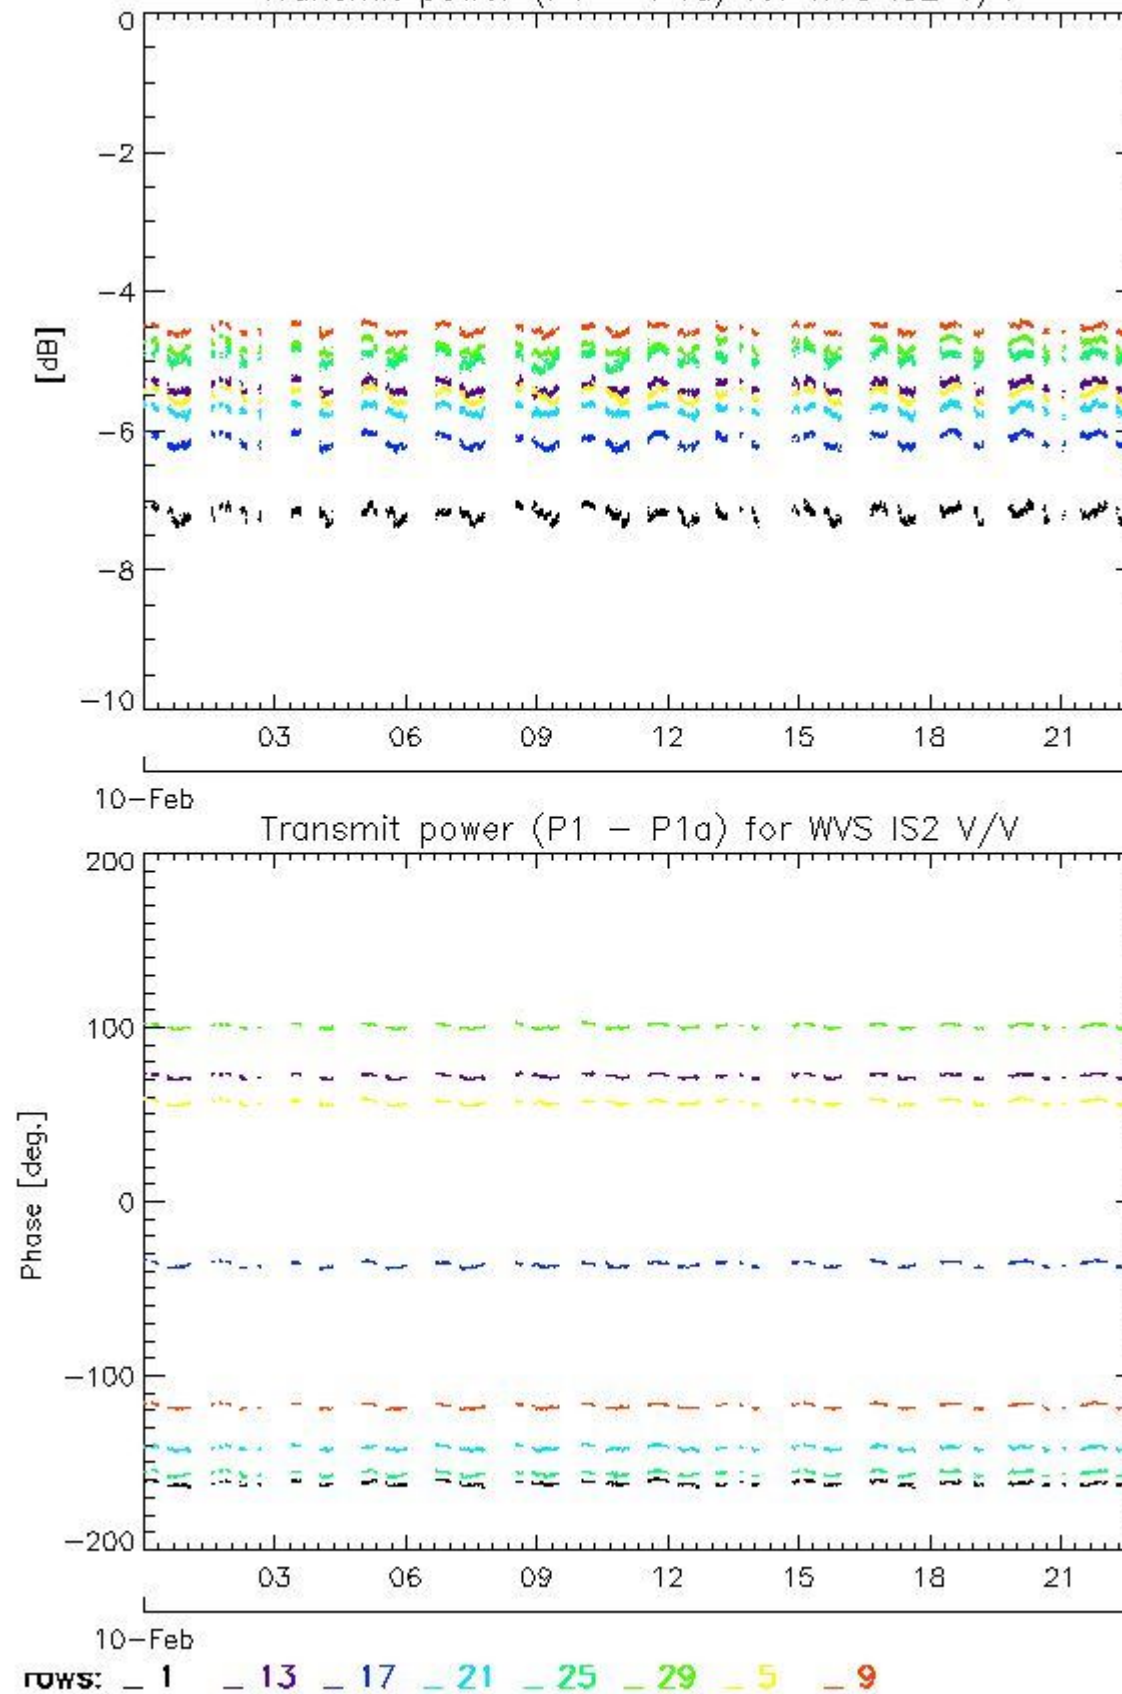 0
-2
-4
[dB]
-6
-8
-10
03 06 09 12 15 18 21
10-Feb
Transmit power (P1 - P1a) for WVS IS2 V/V
200
100
Phase [deg.]
0
-100
-200
03 06 09 12 15 18 21
10-Feb
rows: _ 1 _ 13 _ 17 _ 21 _ 25 _ 29 _ 5 _ 9